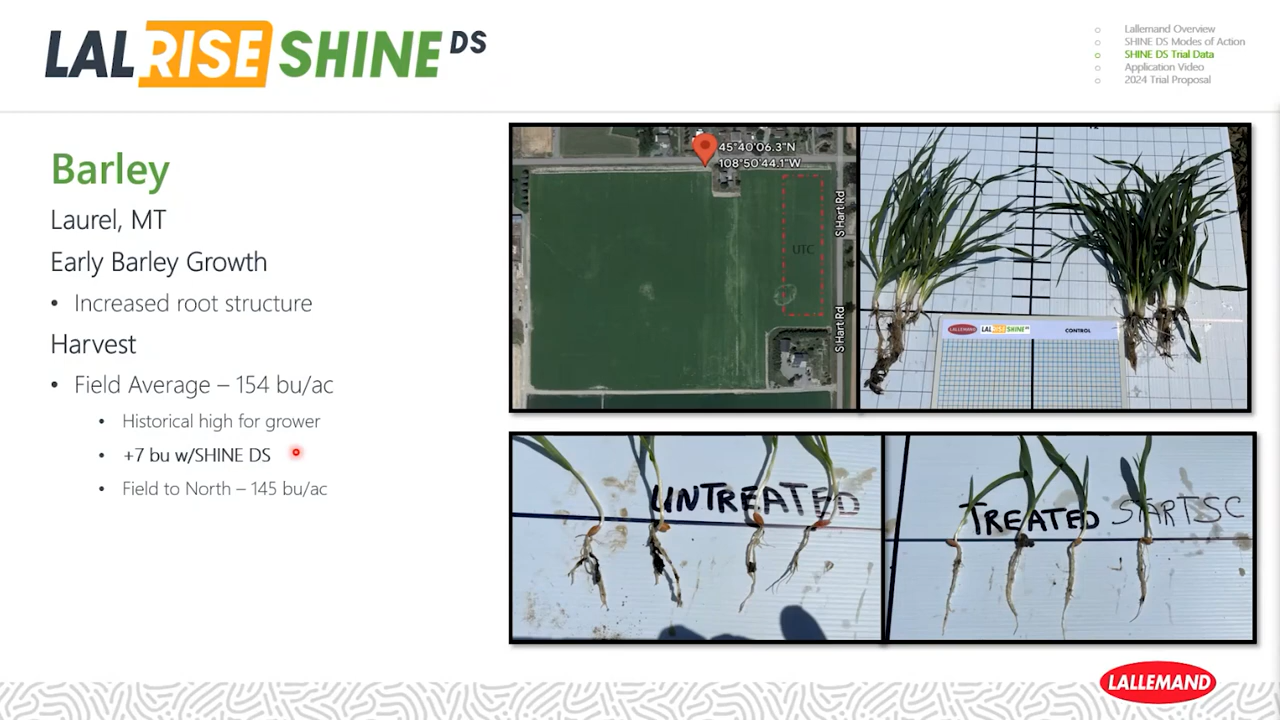 LALRISE SHINE DS
Lallemand Overview
SHINE DS Modes of Action
SHINE DS Trial Data
Application Video
2024 Trial Proposal
Barley
Laurel, MT
Early Barley Growth
• Increased root structure
Harvest
• Field Average – 154 bu/ac
• Historical high for grower
• +7 bu w/SHINE DS
• Field to North – 145 bu/ac
45°40'06.3"N
108°50'44.1"W
S Hart Rd
UTC
S Hart Rd
LALLEMAND LALRISE SHINE DS CONTROL
UNTREATED
TREATED STARTSC
LALLEMAND